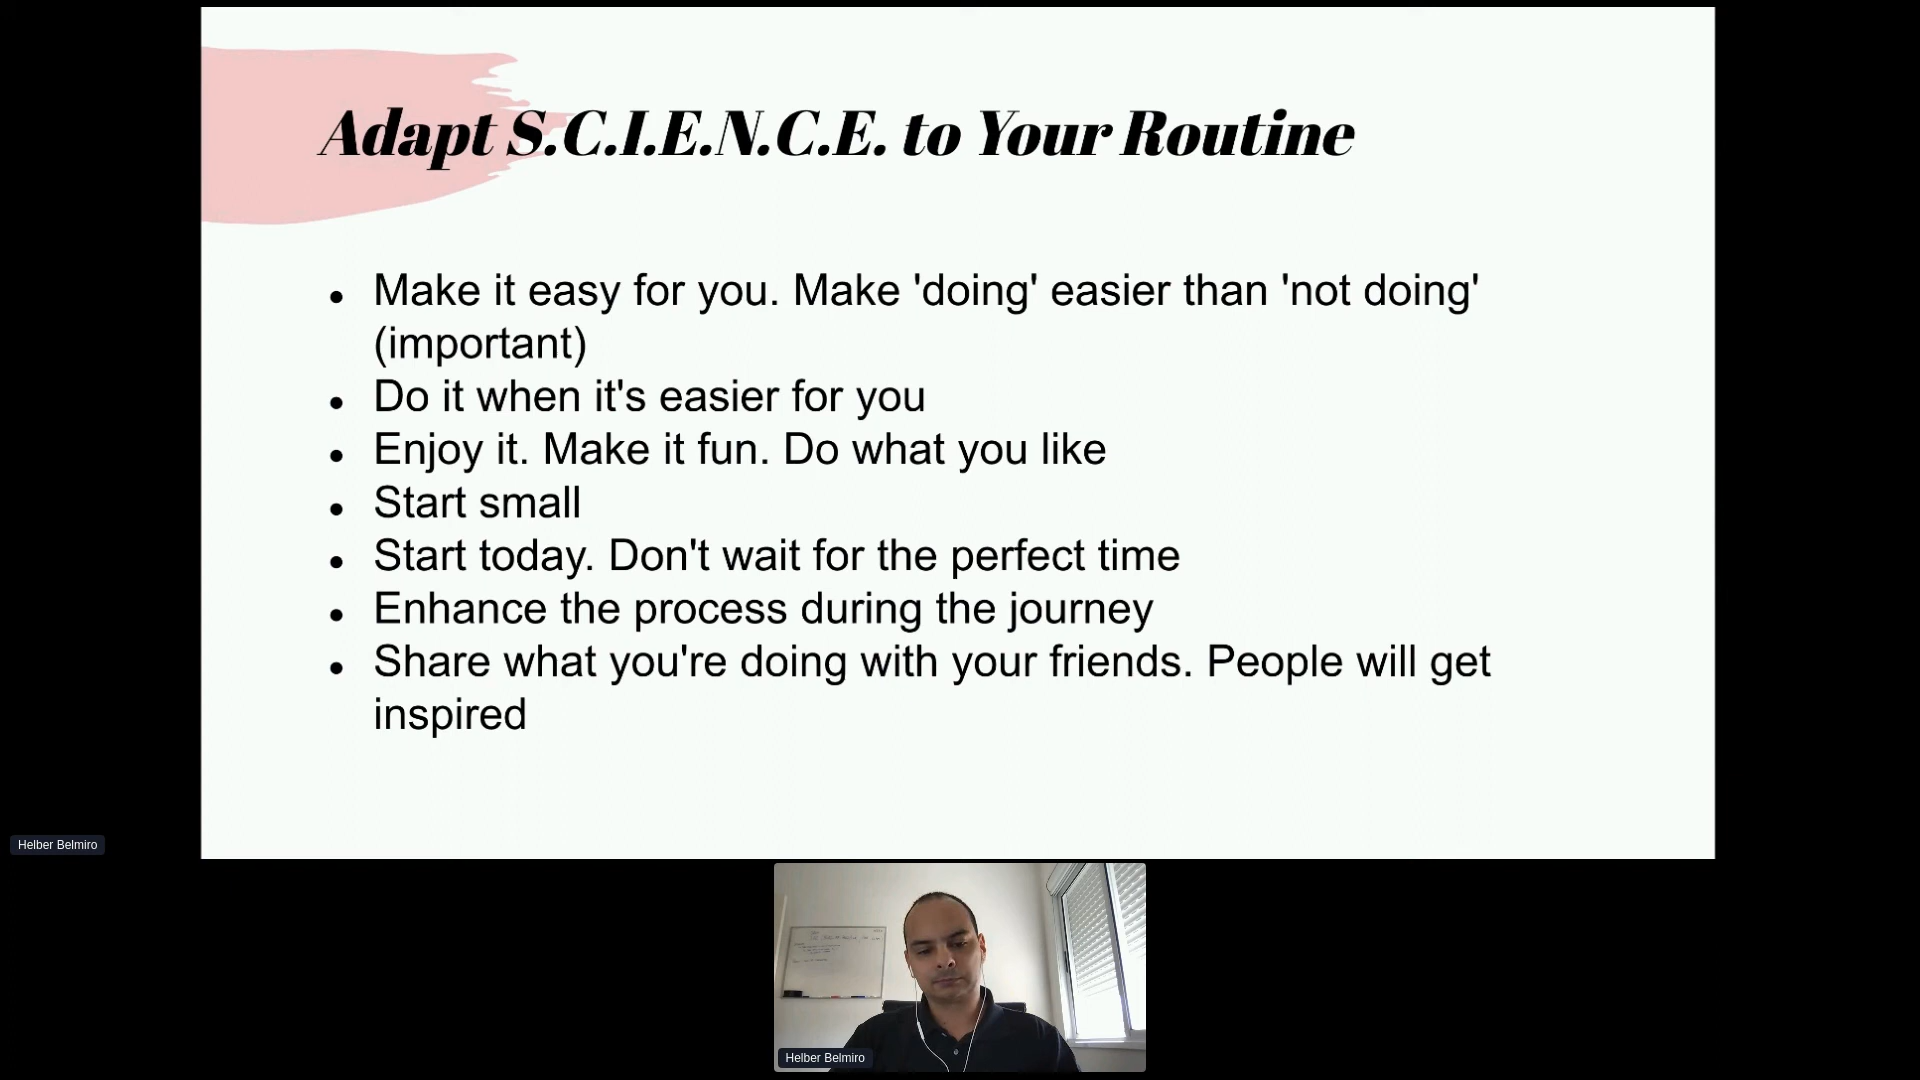 Adapt S.C.I.E.N.C.E. to Your Routine
● Make it easy for you. Make 'doing' easier than 'not doing'
(important)
● Do it when it's easier for you
● Enjoy it. Make it fun. Do what you like
● Start small
● Start today. Don't wait for the perfect time
● Enhance the process during the journey
● Share what you're doing with your friends. People will get
inspired
Helber Belmiro
Helber Belmiro